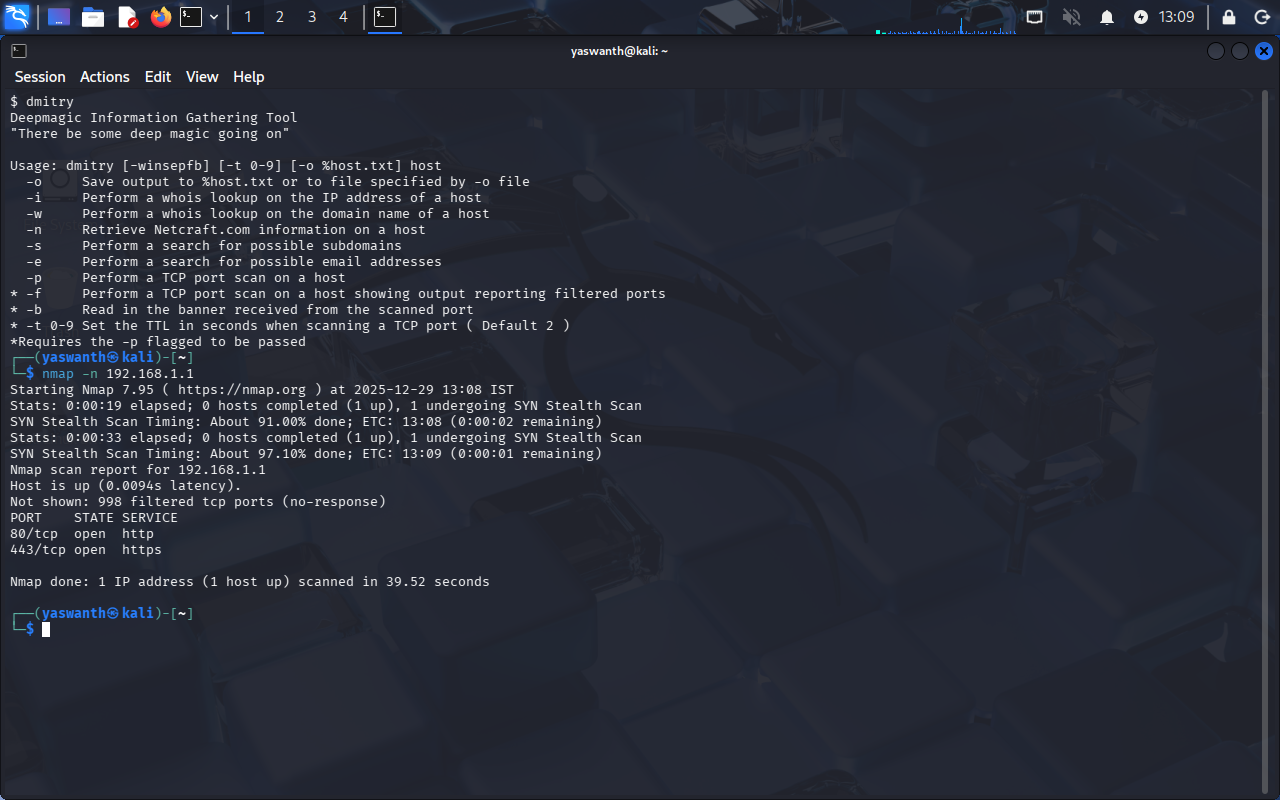 1 2 3 4 13:09
yaswanth@kali: ~
Session Actions Edit View Help
$ dmitry
Deepmagic Information Gathering Tool
"There be some deep magic going on"
Usage: dmitry [-winsepfb] [-t 0-9] [-o %host.txt] host
  -o     Save output to %host.txt or to file specified by -o file
  -i     Perform a whois lookup on the IP address of a host
  -w     Perform a whois lookup on the domain name of a host
  -n     Retrieve Netcraft.com information on a host
  -s     Perform a search for possible subdomains
  -e     Perform a search for possible email addresses
  -p     Perform a TCP port scan on a host
* -f     Perform a TCP port scan on a host showing output reporting filtered ports
* -b     Read in the banner received from the scanned port
* -t 0-9 Set the TTL in seconds when scanning a TCP port ( Default 2 )
*Requires the -p flagged to be passed
┌──(yaswanth㉿kali)-[~]
└─$ nmap -n 192.168.1.1
Starting Nmap 7.95 ( https://nmap.org ) at 2025-12-29 13:08 IST
Stats: 0:00:19 elapsed; 0 hosts completed (1 up), 1 undergoing SYN Stealth Scan
SYN Stealth Scan Timing: About 91.00% done; ETC: 13:08 (0:00:02 remaining)
Stats: 0:00:33 elapsed; 0 hosts completed (1 up), 1 undergoing SYN Stealth Scan
SYN Stealth Scan Timing: About 97.10% done; ETC: 13:09 (0:00:01 remaining)
Nmap scan report for 192.168.1.1
Host is up (0.0094s latency).
Not shown: 998 filtered tcp ports (no-response)
PORT    STATE SERVICE
80/tcp  open  http
443/tcp open  https
Nmap done: 1 IP address (1 host up) scanned in 39.52 seconds
┌──(yaswanth㉿kali)-[~]
└─$